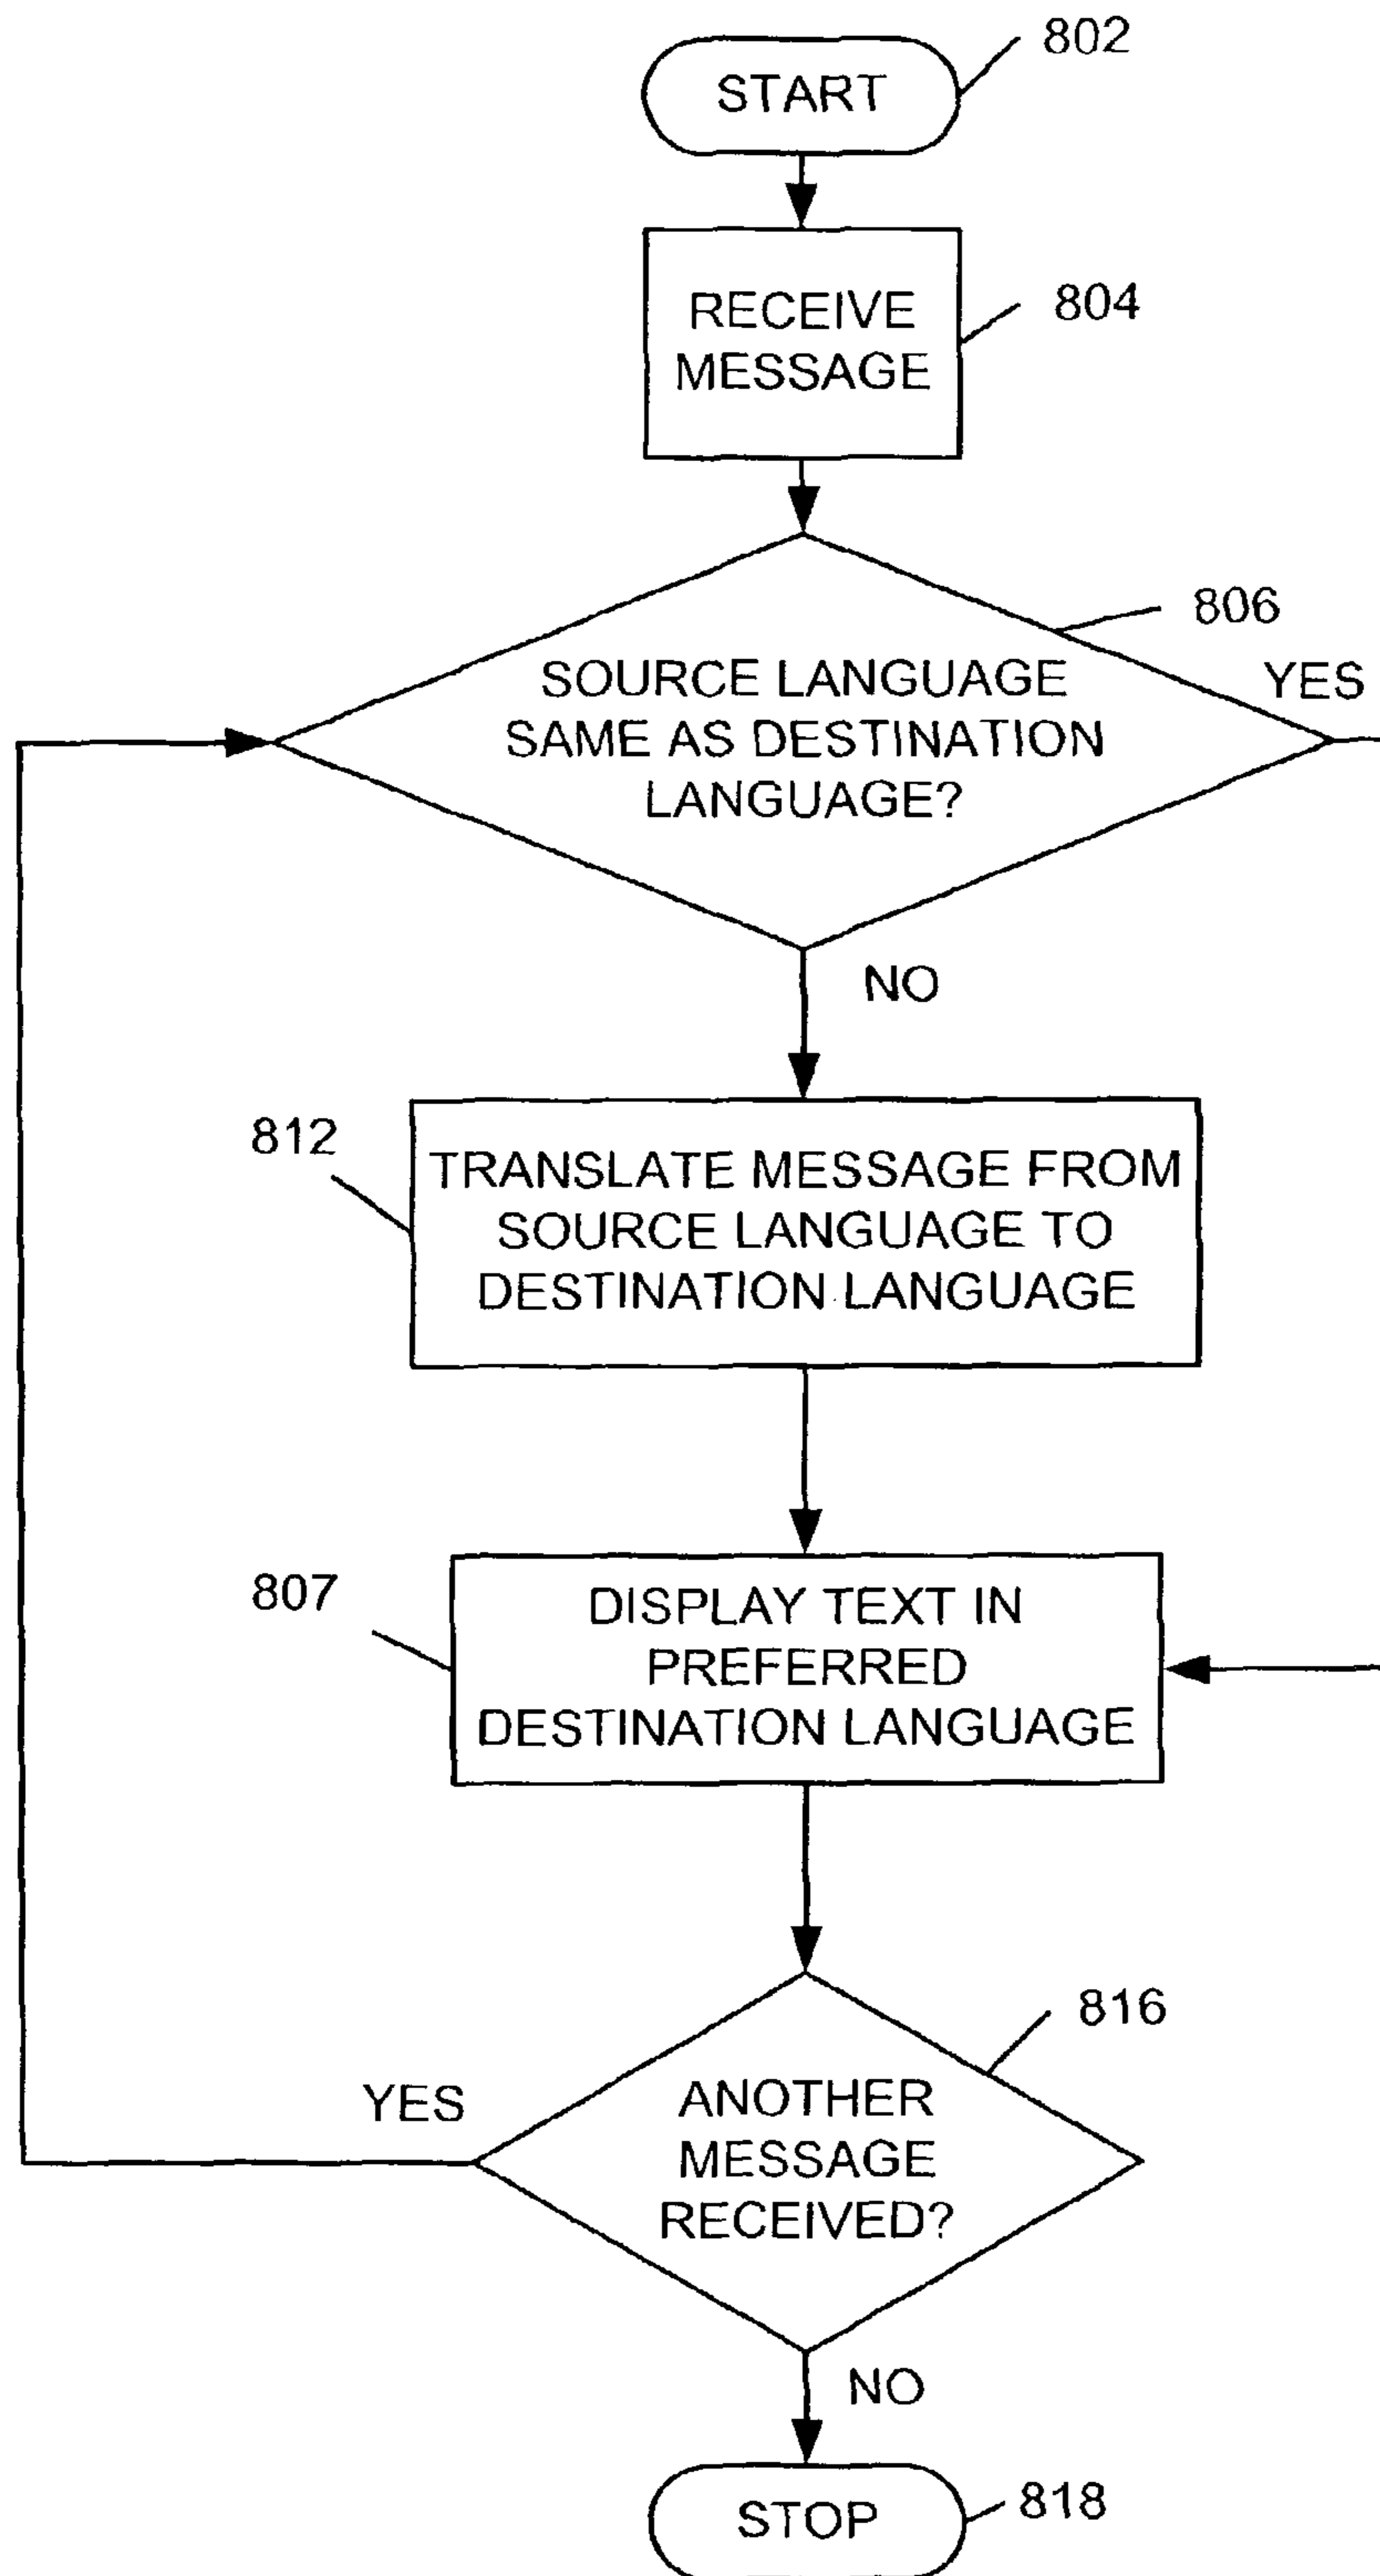 802
START
RECEIVE
MESSAGE
804
806
SOURCE LANGUAGE
SAME AS DESTINATION
LANGUAGE?
YES
NO
812
TRANSLATE MESSAGE FROM
SOURCE LANGUAGE TO
DESTINATION LANGUAGE
807
DISPLAY TEXT IN
PREFERRED
DESTINATION LANGUAGE
816
YES
ANOTHER
MESSAGE
RECEIVED?
NO
STOP
818